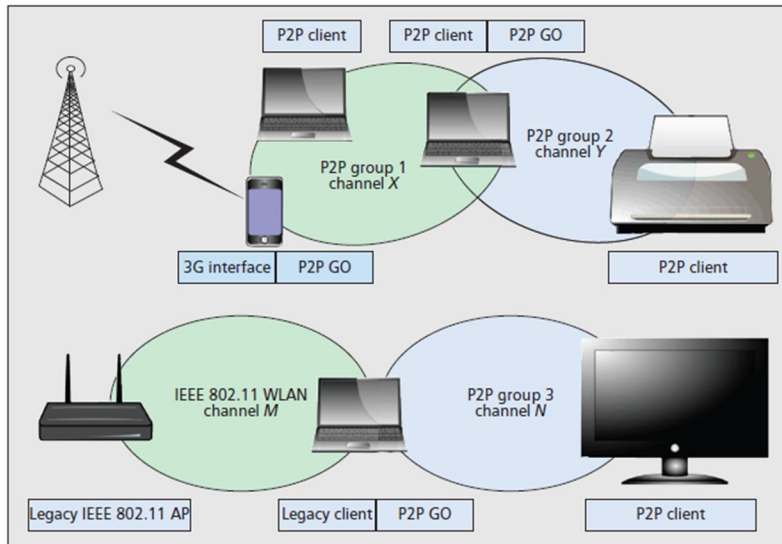 P2P client
P2P client
P2P GO
P2P group 1
channel X
P2P group 2
channel Y
3G interface
P2P GO
P2P client
IEEE 802.11 WLAN
channel M
P2P group 3
channel N
Legacy IEEE 802.11 AP
Legacy client
P2P GO
P2P client